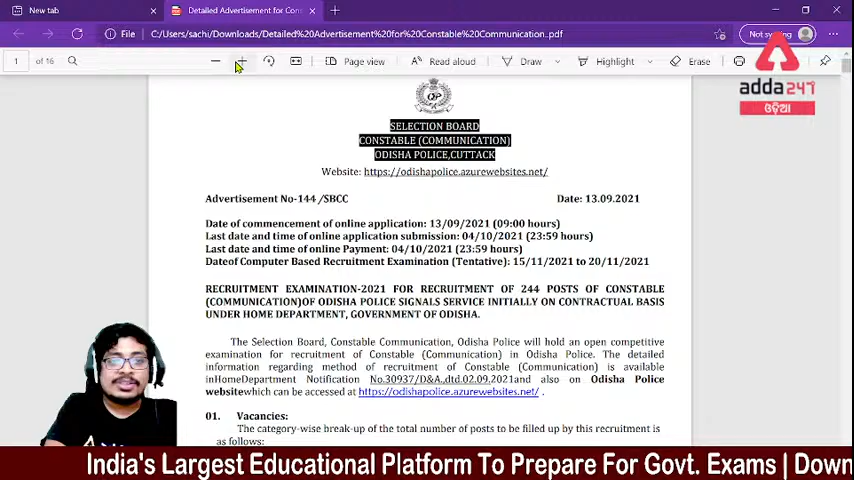 New tab
Detailed Advertisement for Con
File
C:/Users/sachi/Downloads/Detailed%20Advertisement%20for%20Constable%20Communication.pdf
1 of 16
Page view
Read aloud
Draw
Highlight
Erase
adda247
ଓଡ଼ିଆ
SELECTION BOARD
CONSTABLE (COMMUNICATION)
ODISHA POLICE,CUTTACK
Website: https://odishapolice.azurewebsites.net/
Advertisement No-144 /SBCC Date: 13.09.2021
Date of commencement of online application: 13/09/2021 (09:00 hours)
Last date and time of online application submission: 04/10/2021 (23:59 hours)
Last date and time of online Payment: 04/10/2021 (23:59 hours)
Dateof Computer Based Recruitment Examination (Tentative): 15/11/2021 to 20/11/2021
RECRUITMENT EXAMINATION-2021 FOR RECRUITMENT OF 244 POSTS OF CONSTABLE
(COMMUNICATION)OF ODISHA POLICE SIGNALS SERVICE INITIALLY ON CONTRACTUAL BASIS
UNDER HOME DEPARTMENT, GOVERNMENT OF ODISHA.
The Selection Board, Constable Communication, Odisha Police will hold an open competitive
examination for recruitment of Constable (Communication) in Odisha Police. The detailed
information regarding method of recruitment of Constable (Communication) is available
inHomeDepartment Notification No.30937/D&A,dtd.02.09.2021and also on Odisha Police
websitewhich can be accessed at https://odishapolice.azurewebsites.net/ .
01. Vacancies:
The category-wise break-up of the total number of posts to be filled up by this recruitment is
as follows:
India's Largest Educational Platform To Prepare For Govt. Exams | Down